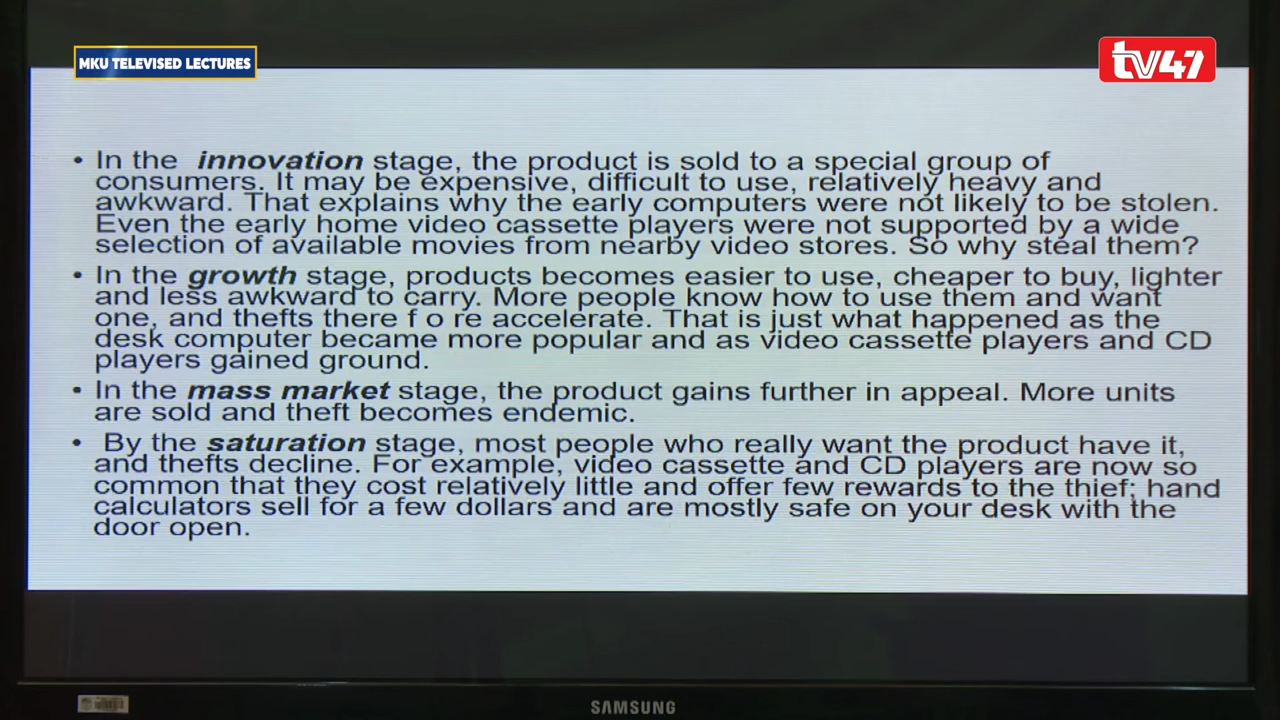 MKU TELEVISED LECTURES
tv47
• In the innovation stage, the product is sold to a special group of
consumers. It may be expensive, difficult to use, relatively heavy and
awkward. That explains why the early computers were not likely to be stolen.
Even the early home video cassette players were not supported by a wide
selection of available movies from nearby video stores. So why steal them?
• In the growth stage, products becomes easier to use, cheaper to buy, lighter
and less awkward to carry. More people know how to use them and want
one, and thefts there f o re accelerate. That is just what happened as the
desk computer became more popular and as video cassette players and CD
players gained ground.
• In the mass market stage, the product gains further in appeal. More units
are sold and theft becomes endemic.
• By the saturation stage, most people who really want the product have it,
and thefts decline. For example, video cassette and CD players are now so
common that they cost relatively little and offer few rewards to the thief; hand
calculators sell for a few dollars and are mostly safe on your desk with the
door open.
SAMSUNG